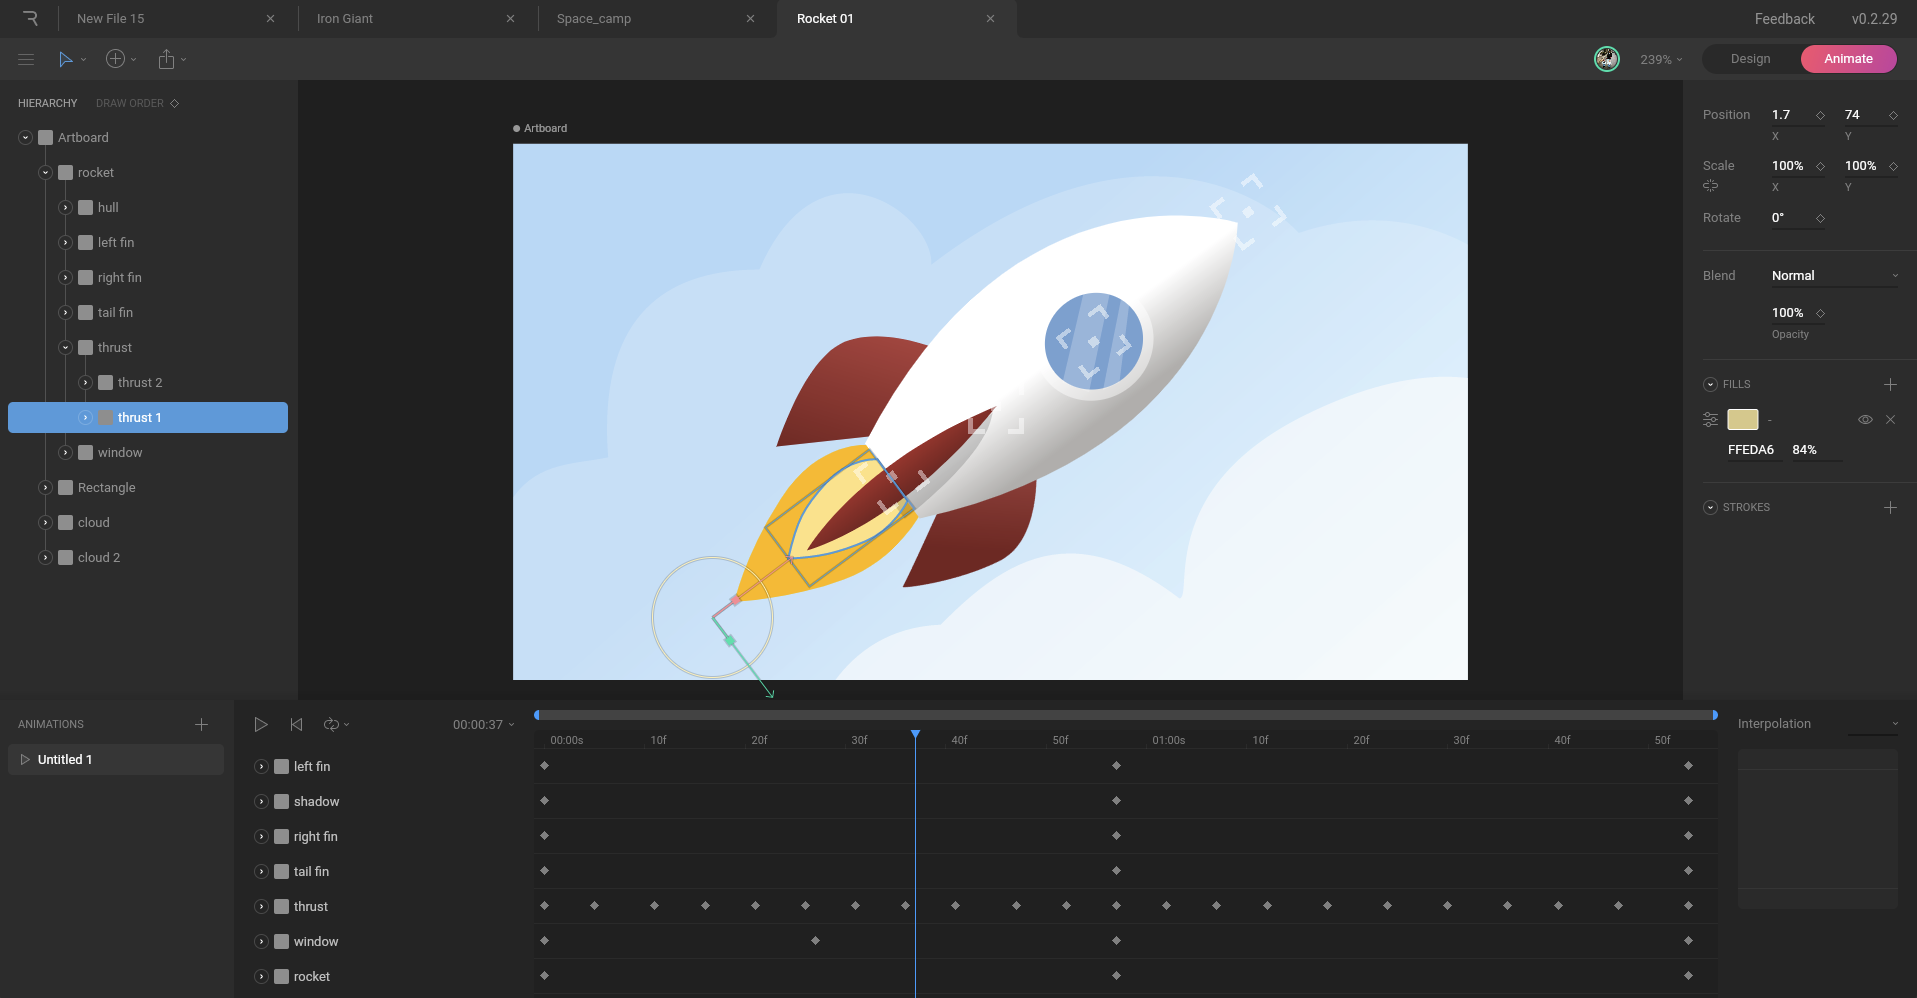 New File 15
Iron Giant
Space_camp
Rocket 01
Feedback
v0.2.29
239%
Design
Animate
HIERARCHY
DRAW ORDER
Artboard
rocket
hull
left fin
right fin
tail fin
thrust
thrust 2
thrust 1
window
Rectangle
cloud
cloud 2
Artboard
Position
1.7
74
X
Y
Scale
100%
100%
X
Y
Rotate
0°
Blend
Normal
100%
Opacity
FILLS
-
FFEDA6
84%
STROKES
ANIMATIONS
Untitled 1
00:00:37
00:00s
10f
20f
30f
40f
50f
01:00s
10f
20f
30f
40f
50f
left fin
shadow
right fin
tail fin
thrust
window
rocket
Interpolation